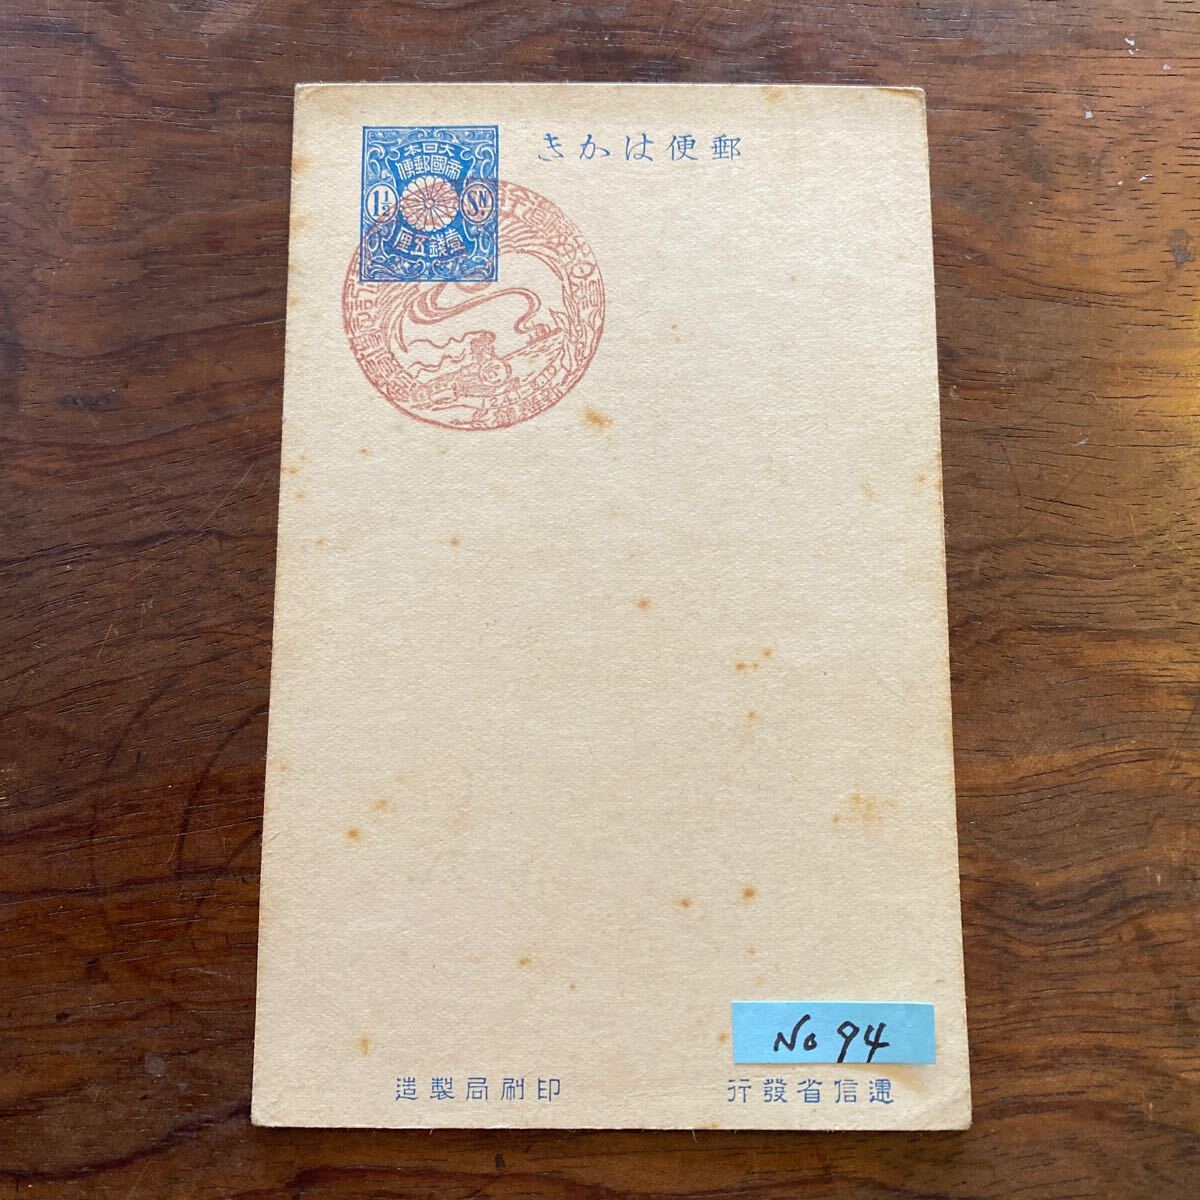 郵便はかき
大日本
帝國郵便
1½ SN.
壹錢五厘
No 94
遞信省發行
印刷局製造